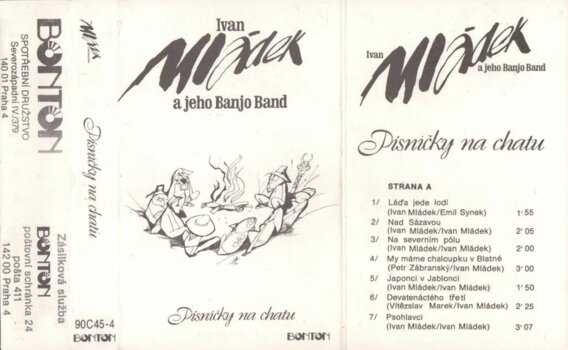 BONTON
SPOTŘEBNÍ DRUŽSTVO
Severozápadní IV/379
140 01 Praha 4
Zásilková služba
BONTON
poštovní schránka 24
pošta 411
142 00 Praha 4
Mládek
Písničky na chatu
90C45-4
BONTON
Ivan
Mládek
a jeho Banjo Band
Písničky na chatu
BONTON
Ivan
Mládek
a jeho Banjo Band
Písničky na chatu
STRANA A
1/ Láďa jede lodí
(Ivan Mládek/Emil Synek) 1'55
2/ Nad Sázavou
(Ivan Mládek/Ivan Mládek) 2'05
3/ Na severním pólu
(Ivan Mládek/Ivan Mládek) 2'00
4/ My máme chaloupku v Blatně
(Petr Zábranský/Ivan Mládek) 3'00
5/ Japonci v Jablonci
(Ivan Mládek/Ivan Mládek) 1'50
6/ Devatenáctého třetí
(Vítězslav Marek/Ivan Mládek) 2'25
7/ Psohlavci
(Ivan Mládek/Ivan Mládek) 3'07